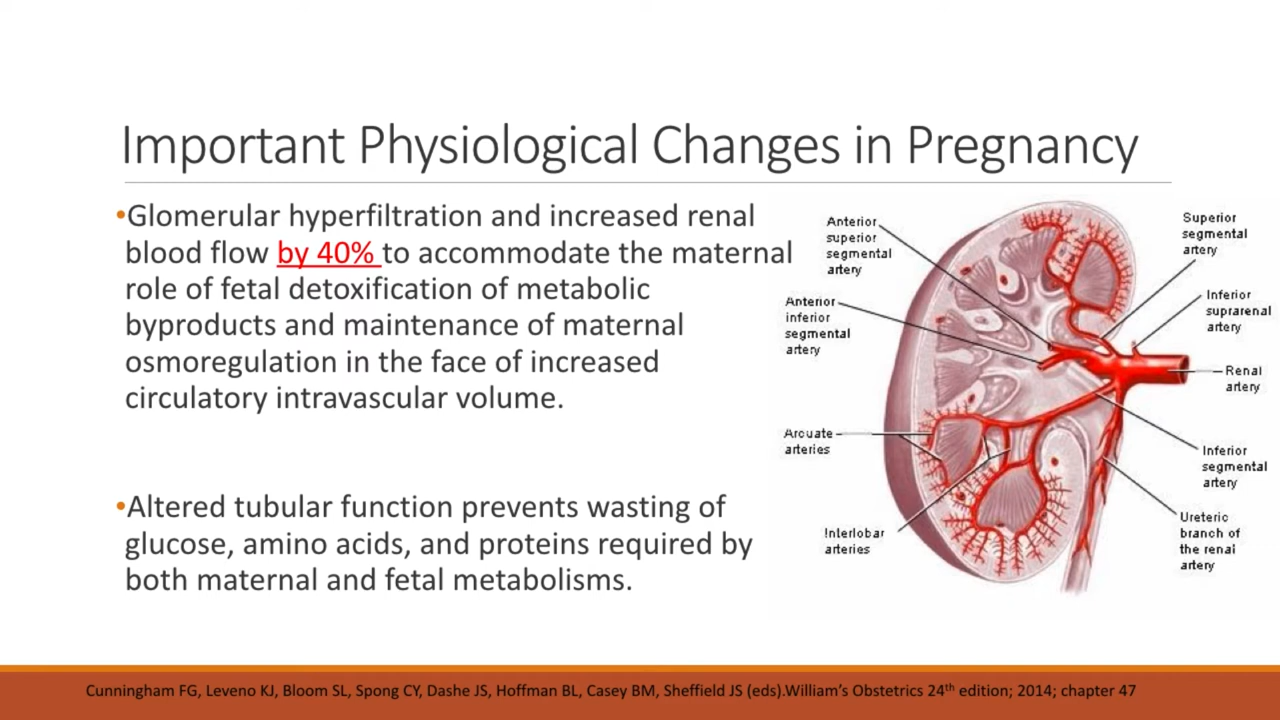 Important Physiological Changes in Pregnancy
•Glomerular hyperfiltration and increased renal
blood flow by 40% to accommodate the maternal
role of fetal detoxification of metabolic
byproducts and maintenance of maternal
osmoregulation in the face of increased
circulatory intravascular volume.
•Altered tubular function prevents wasting of
glucose, amino acids, and proteins required by
both maternal and fetal metabolisms.
Anterior
superior
segmental
artery
Anterior
inferior
segmental
artery
Arcuate
arteries
Interlobar
arteries
Superior
segmental
artery
Inferior
suprarenal
artery
Renal
artery
Inferior
segmental
artery
Ureteric
branch of
the renal
artery
Cunningham FG, Leveno KJ, Bloom SL, Spong CY, Dashe JS, Hoffman BL, Casey BM, Sheffield JS (eds).William’s Obstetrics 24th edition; 2014; chapter 47